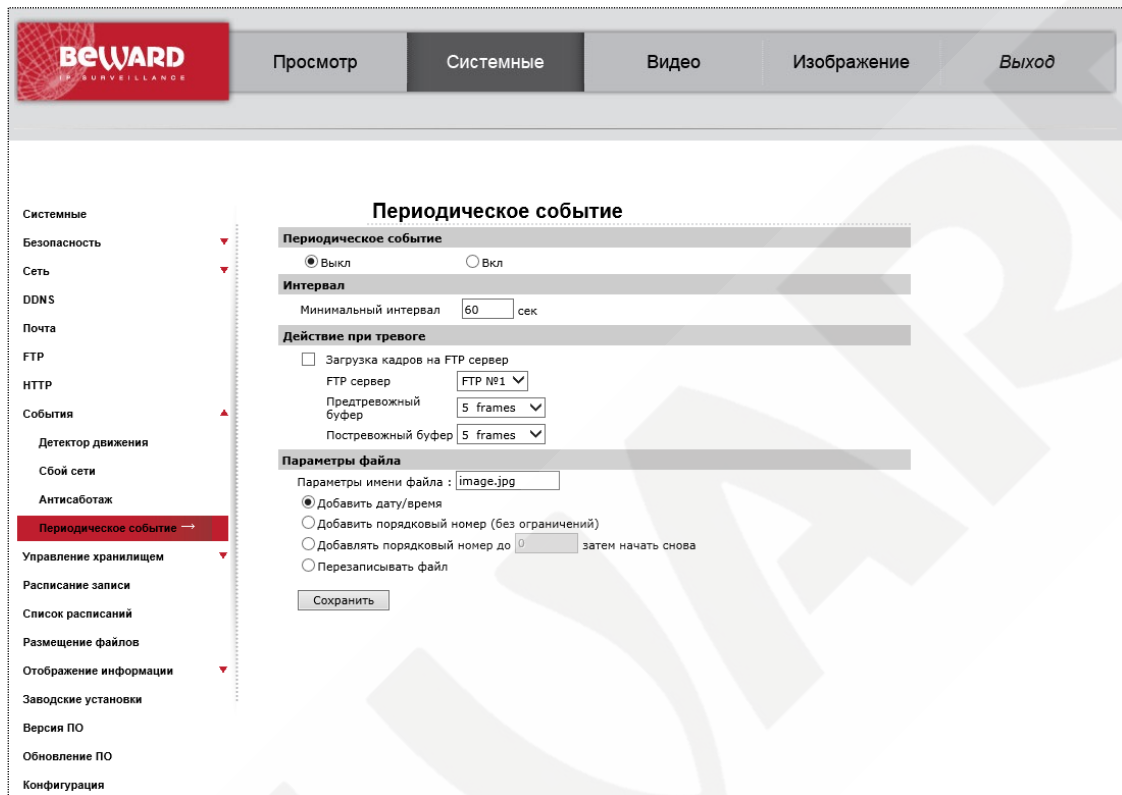 BEWARD
IP SURVEILLANCE
Просмотр
Системные
Видео
Изображение
Выход
Системные
Безопасность
Сеть
DDNS
Почта
FTP
HTTP
События
Детектор движения
Сбой сети
Антисаботаж
Периодическое событие →
Управление хранилищем
Расписание записи
Список расписаний
Размещение файлов
Отображение информации
Заводские установки
Версия ПО
Обновление ПО
Конфигурация
Периодическое событие
Периодическое событие
Выкл Вкл
Интервал
Минимальный интервал 60 сек
Действие при тревоге
Загрузка кадров на FTP сервер
FTP сервер FTP №1
Предтревожный
буфер 5 frames
Постревожный буфер 5 frames
Параметры файла
Параметры имени файла : image.jpg
Добавить дату/время
Добавить порядковый номер (без ограничений)
Добавлять порядковый номер до 0 затем начать снова
Перезаписывать файл
Сохранить